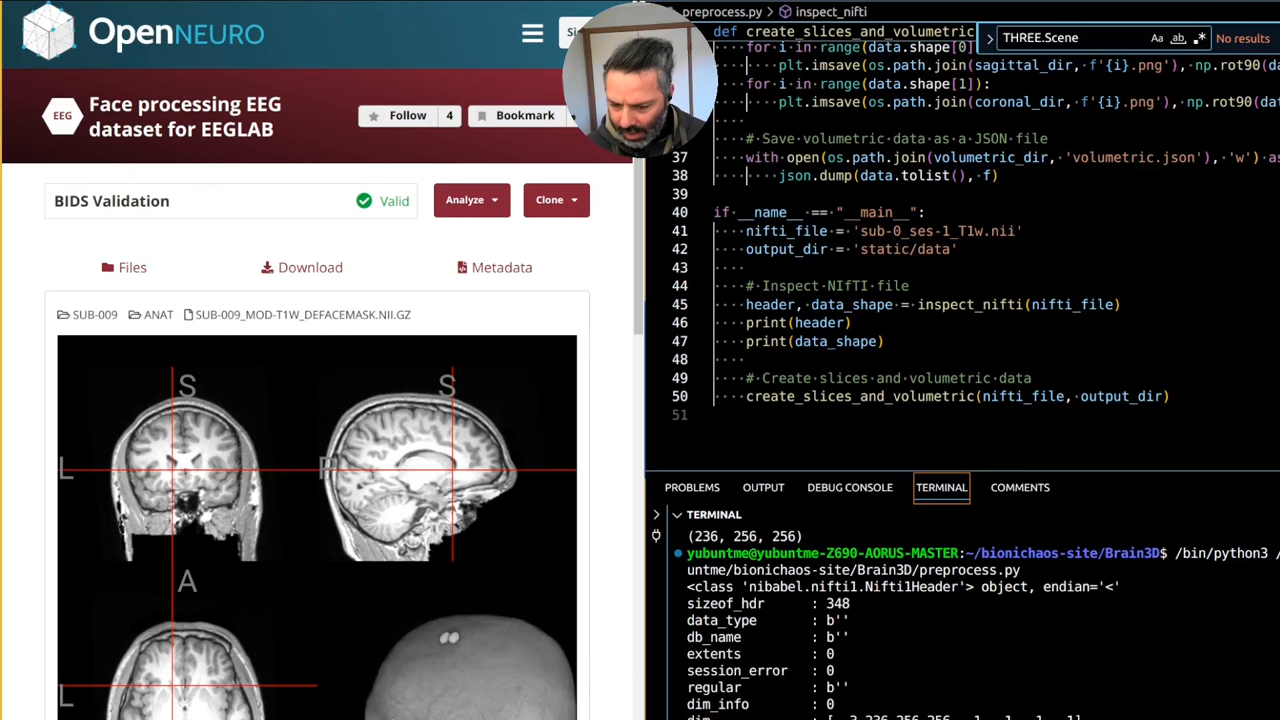 OpenNEURO
Si
EEG
Face processing EEG
dataset for EEGLAB
Follow
4
Bookmark
BIDS Validation
Valid
Analyze
Clone
Files
Download
Metadata
SUB-009
ANAT
SUB-009_MOD-T1W_DEFACEMASK.NII.GZ
S
S
L
P
A
L
preprocess.py
inspect_nifti
THREE.Scene
Aa
ab
No results
def create_slices_and_volumetric
for i in range(data.shape[0]
plt.imsave(os.path.join(sagittal_dir, f'{i}.png'), np.rot90(da
for i in range(data.shape[1]):
plt.imsave(os.path.join(coronal_dir, f'{i}.png'), np.rot90(dat
# Save volumetric data as a JSON file
37 with open(os.path.join(volumetric_dir, 'volumetric.json'), 'w') as
38 json.dump(data.tolist(), f)
39
40 if __name__ == "__main__":
41 nifti_file = 'sub-0_ses-1_T1w.nii'
42 output_dir = 'static/data'
43
44 # Inspect NIfTI file
45 header, data_shape = inspect_nifti(nifti_file)
46 print(header)
47 print(data_shape)
48
49 # Create slices and volumetric data
50 create_slices_and_volumetric(nifti_file, output_dir)
51
PROBLEMS
OUTPUT
DEBUG CONSOLE
TERMINAL
COMMENTS
TERMINAL
(236, 256, 256)
yubuntme@yubuntme-Z690-AORUS-MASTER:~/bionichaos-site/Brain3D$ /bin/python3 /
untme/bionichaos-site/Brain3D/preprocess.py
<class 'nibabel.nifti1.Nifti1Header'> object, endian='<'
sizeof_hdr : 348
data_type : b''
db_name : b''
extents : 0
session_error : 0
regular : b''
dim_info : 0